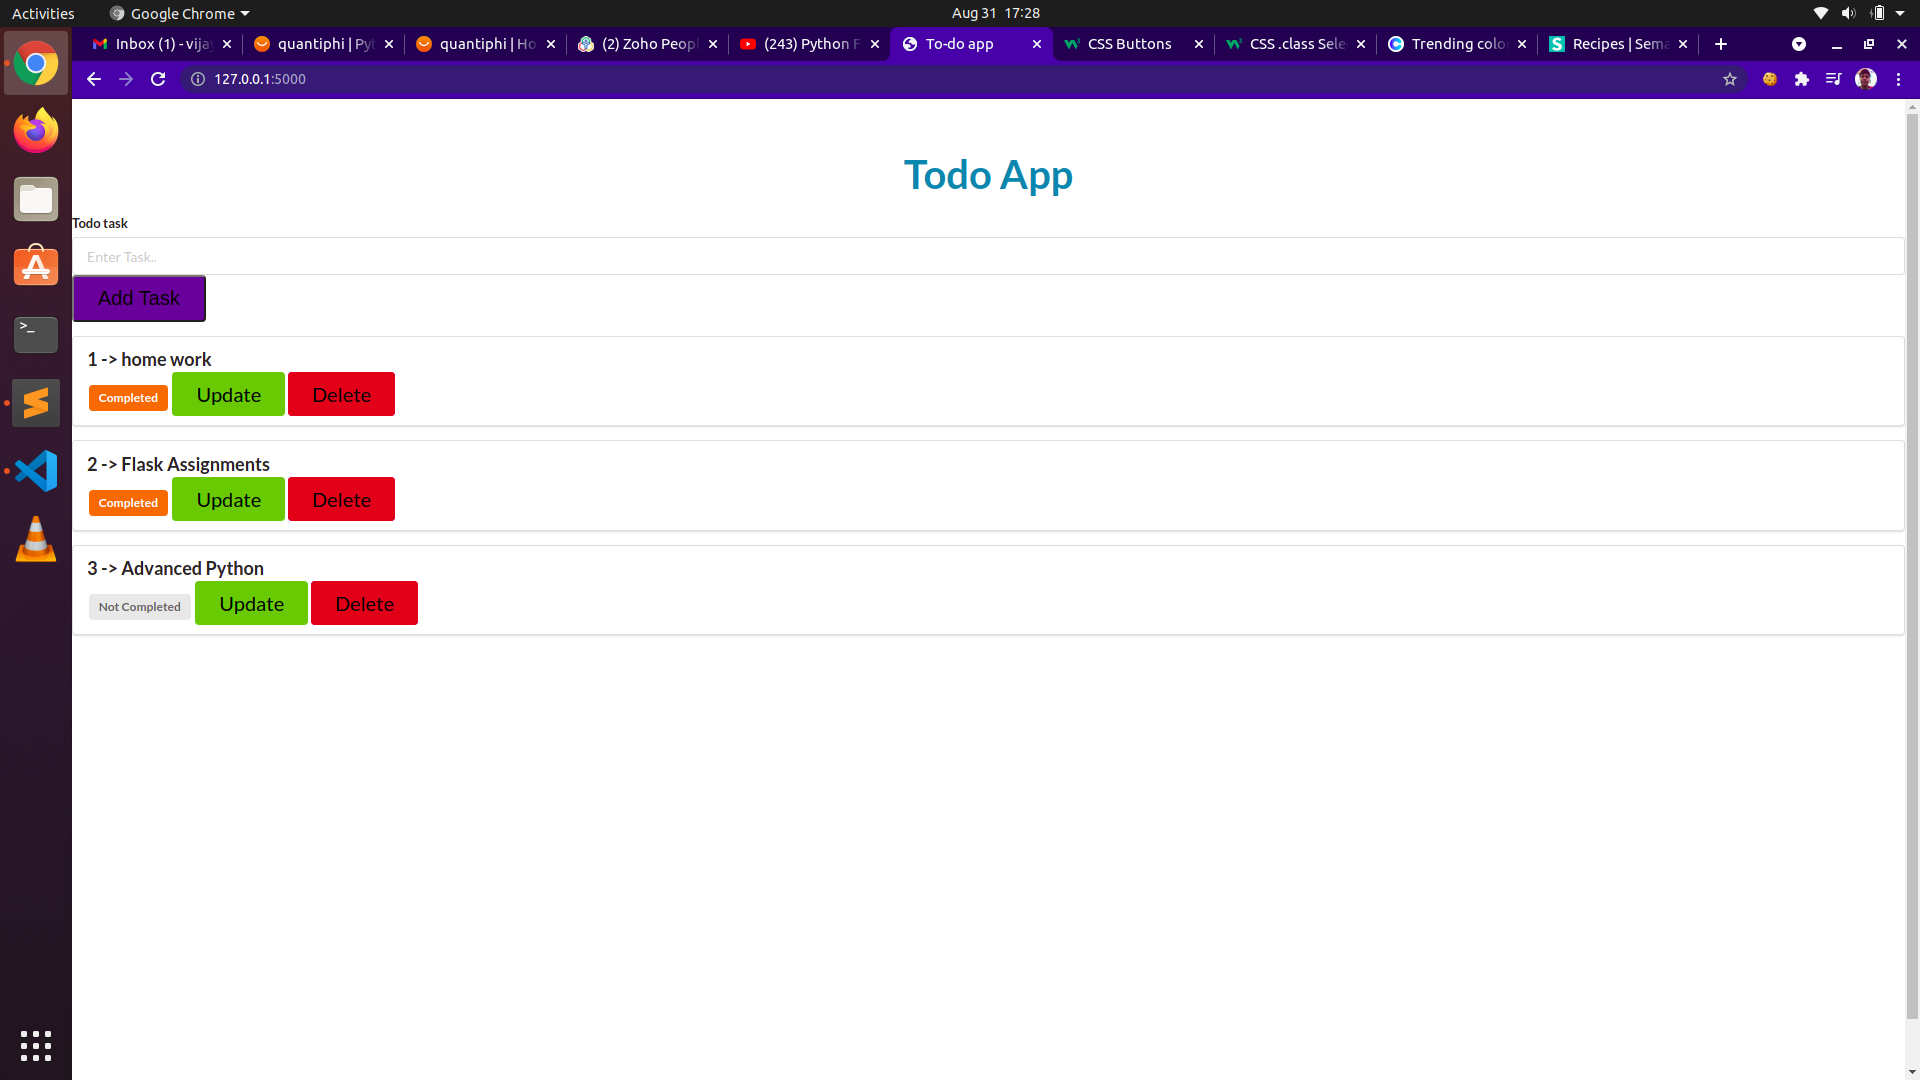 Activities
Google Chrome
Aug 31 17:28
Inbox (1) - vija
quantiphi | Pyt
quantiphi | Ho
(2) Zoho Peopl
(243) Python F
To-do app
CSS Buttons
CSS .class Sele
Trending colo
Recipes | Sema
127.0.0.1:5000
Todo App
Todo task
Enter Task..
Add Task
1 -> home work
Completed Update Delete
2 -> Flask Assignments
Completed Update Delete
3 -> Advanced Python
Not Completed Update Delete